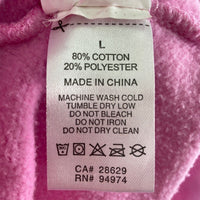 L
80% COTTON
20% POLYESTER
MADE IN CHINA
MACHINE WASH COLD
TUMBLE DRY LOW
DO NOT BLEACH
DO NOT IRON
DO NOT DRY CLEAN
CA# 28629
RN# 94974